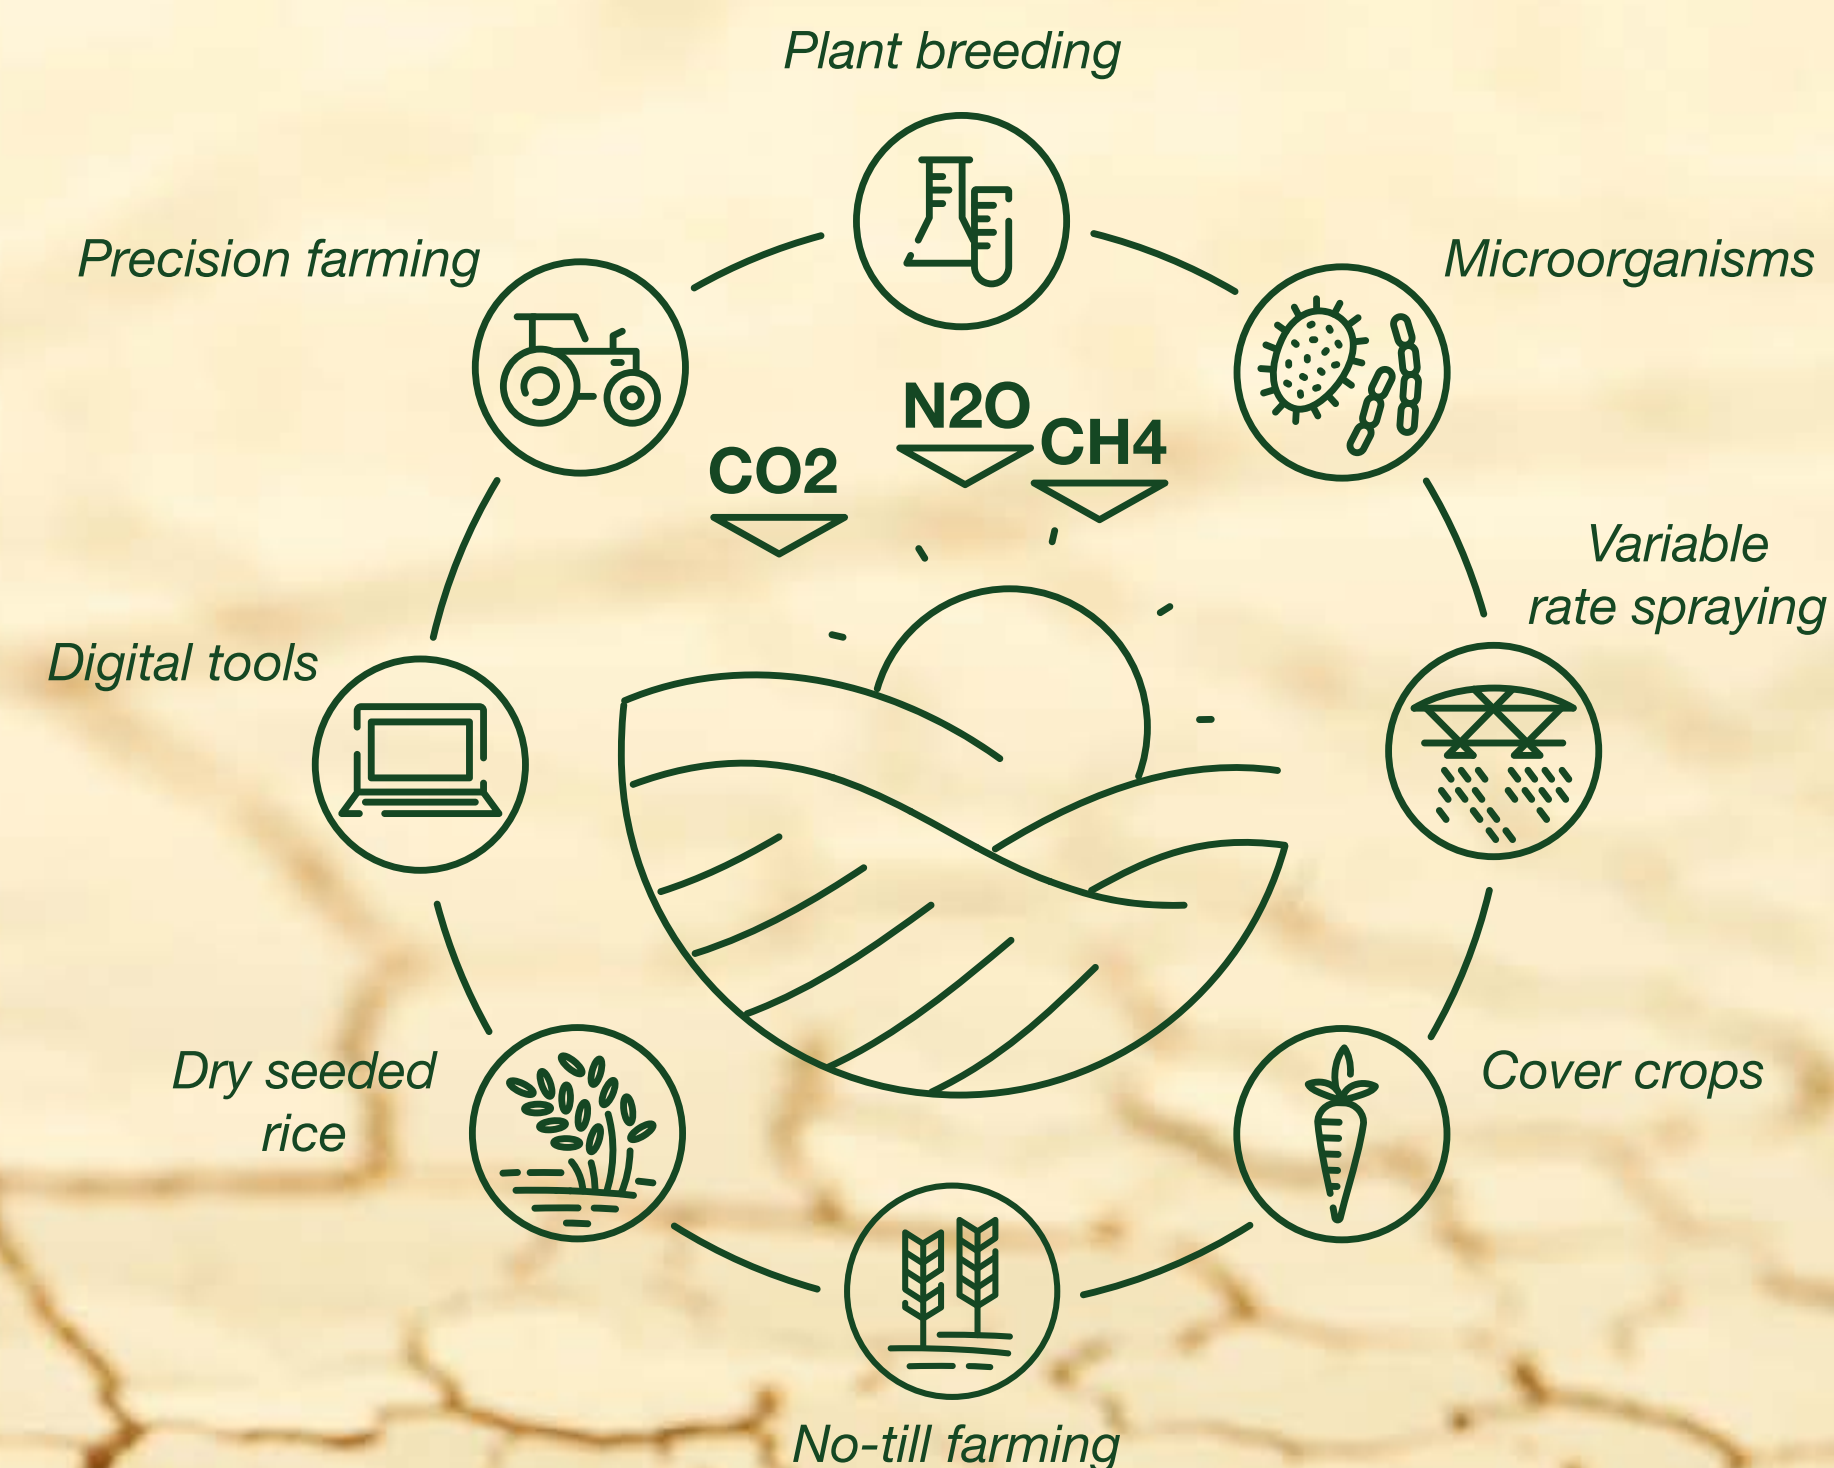 Plant breeding
Precision farming
Microorganisms
N2O
CH4
CO2
Variable
rate spraying
Digital tools
Dry seeded
rice
Cover crops
No-till farming